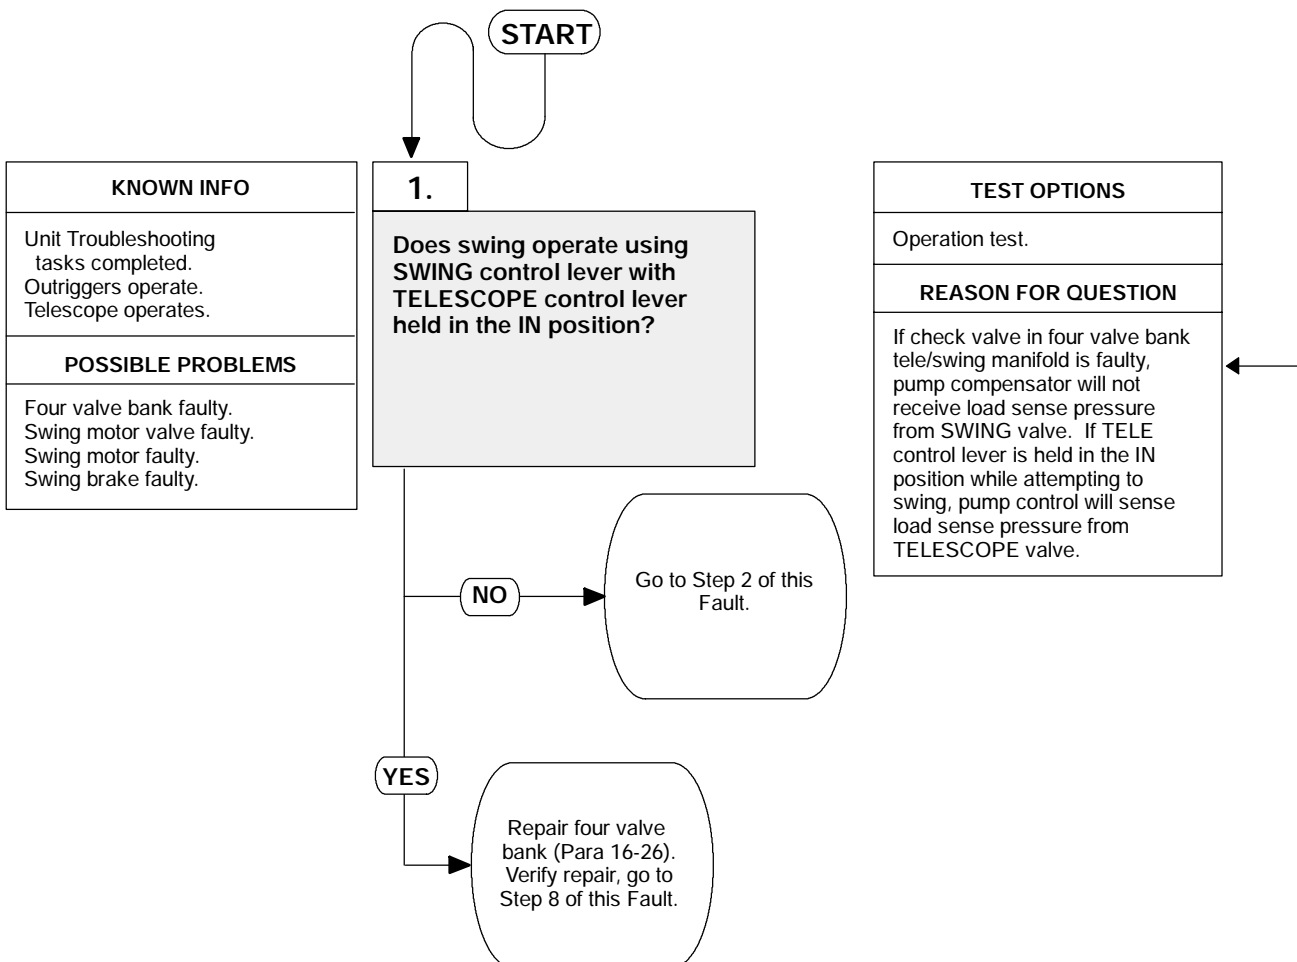 START
KNOWN INFO
Unit Troubleshooting
tasks completed.
Outriggers operate.
Telescope operates.
POSSIBLE PROBLEMS
Four valve bank faulty.
Swing motor valve faulty.
Swing motor faulty.
Swing brake faulty.
1.
Does swing operate using
SWING control lever with
TELESCOPE control lever
held in the IN position?
TEST OPTIONS
Operation test.
REASON FOR QUESTION
If check valve in four valve bank
tele/swing manifold is faulty,
pump compensator will not
receive load sense pressure
from SWING valve.  If TELE
control lever is held in the IN
position while attempting to
swing, pump control will sense
load sense pressure from
TELESCOPE valve.
NO
Go to Step 2 of this
Fault.
YES
Repair four valve
bank (Para 16-26).
Verify repair, go to
Step 8 of this Fault.